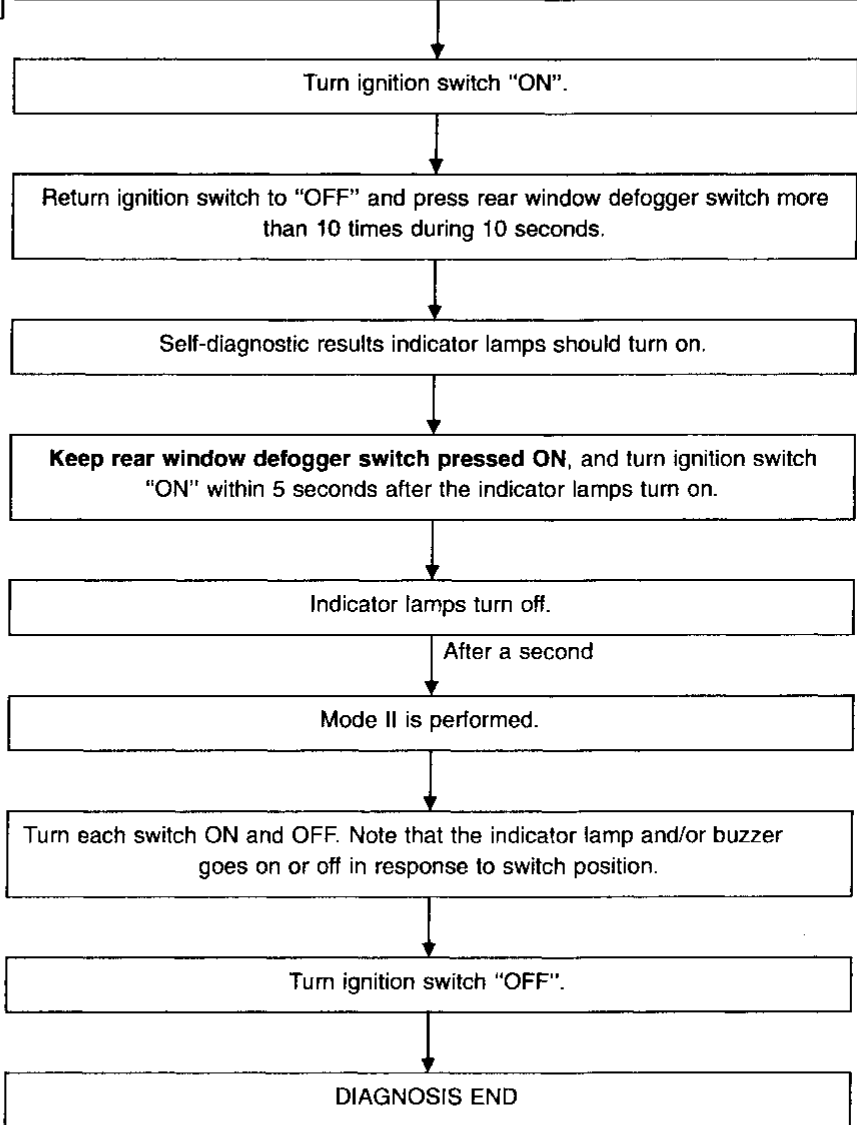 Turn ignition switch “ON”.
Return ignition switch to “OFF” and press rear window defogger switch more
than 10 times during 10 seconds.
Self-diagnostic results indicator lamps should turn on.
Keep rear window defogger switch pressed ON, and turn ignition switch
“ON” within 5 seconds after the indicator lamps turn on.
Indicator lamps turn off.
After a second
Mode II is performed.
Turn each switch ON and OFF. Note that the indicator lamp and/or buzzer
goes on or off in response to switch position.
Turn ignition switch “OFF”.
DIAGNOSIS END